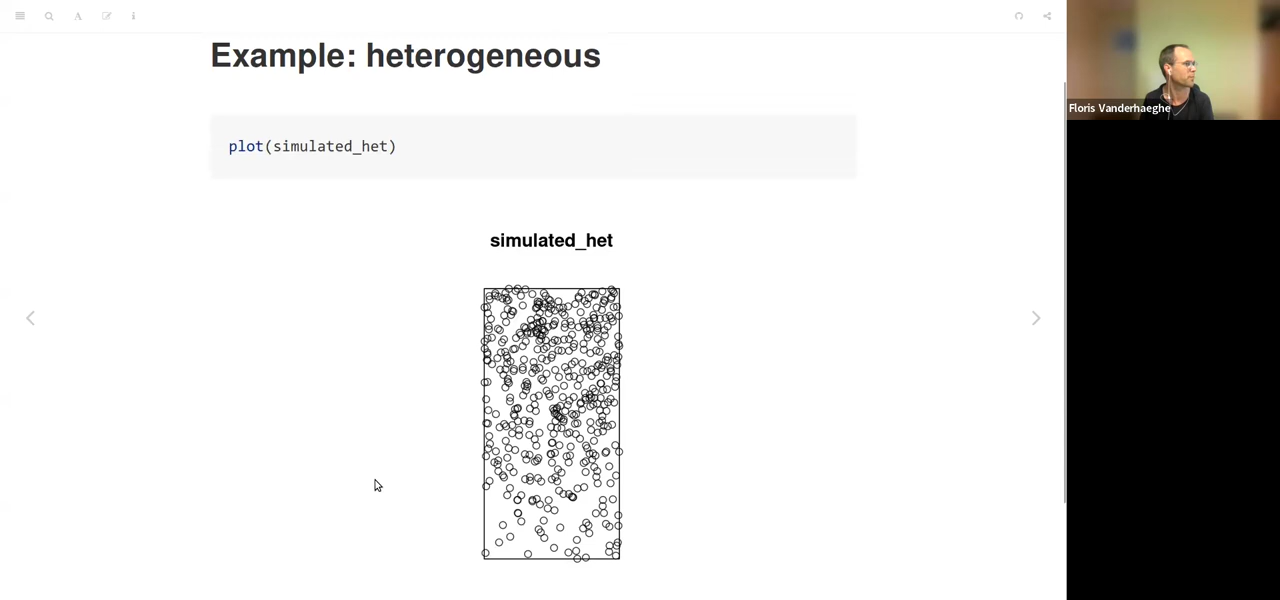 Example: heterogeneous
plot(simulated_het)
simulated_het
Floris Vanderhaeghe